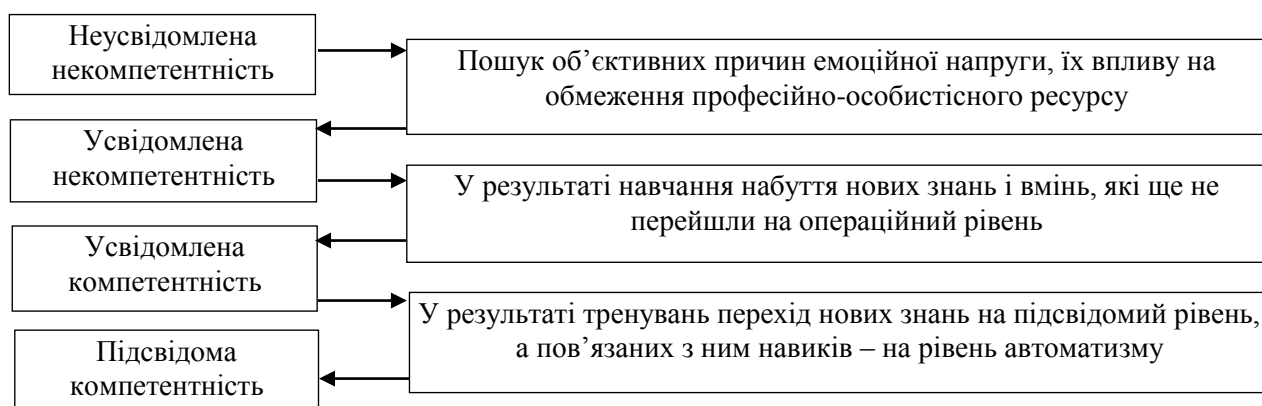 Неусвідомлена
некомпетентність
Пошук об’єктивних причин емоційної напруги, їх впливу на
обмеження професійно-особистісного ресурсу
Усвідомлена
некомпетентність
У результаті навчання набуття нових знань і вмінь, які ще не
перейшли на операційний рівень
Усвідомлена
компетентність
У результаті тренувань перехід нових знань на підсвідомий рівень,
а пов’язаних з ним навиків – на рівень автоматизму
Підсвідома
компетентність